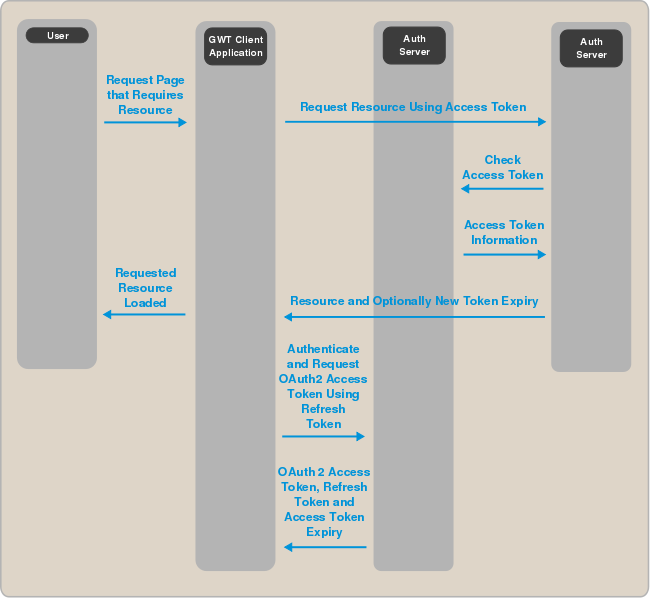 User
GWT Client
Application
Auth
Server
Auth
Server
Request Page
that Requires
Resource
Request Resource Using Access Token
Check
Access Token
Access Token
Information
Requested
Resource
Loaded
Resource and Optionally New Token Expiry
Authenticate
and Request
OAuth2 Access
Token Using
Refresh
Token
OAuth 2 Access
Token, Refresh
Token and
Access Token
Expiry